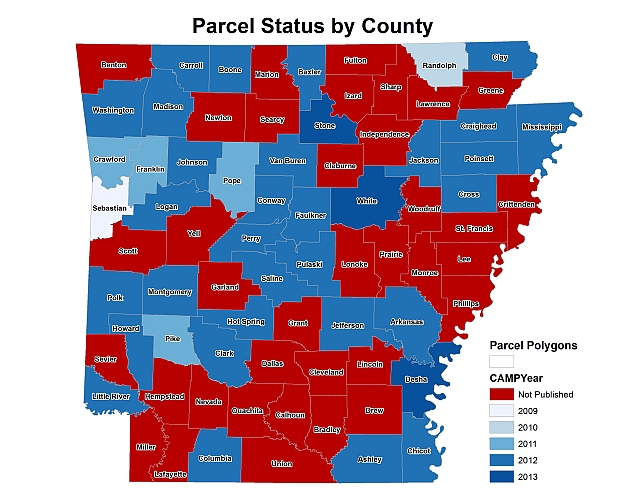 Parcel Status by County
Benton
Carroll
Boone
Marion
Baxter
Fulton
Randolph
Clay
Sharp
Greene
Izard
Lawrence
Washington
Madison
Newton
Searcy
Stone
Independence
Craighead
Mississippi
Crawford
Franklin
Johnson
Van Buren
Cleburne
Jackson
Poinsett
Pope
Logan
Conway
White
Woodruff
Cross
Crittenden
Sebastian
Faulkner
Yell
Perry
St. Francis
Scott
Pulaski
Lonoke
Prairie
Lee
Saline
Monroe
Polk
Montgomery
Garland
Phillips
Howard
Pike
Hot Spring
Grant
Jefferson
Arkansas
Clark
Sevier
Dallas
Cleveland
Lincoln
Desha
Little River
Hempstead
Nevada
Ouachita
Calhoun
Drew
Bradley
Miller
Lafayette
Columbia
Union
Ashley
Chicot
Parcel Polygons
CAMPYear
Not Published
2009
2010
2011
2012
2013